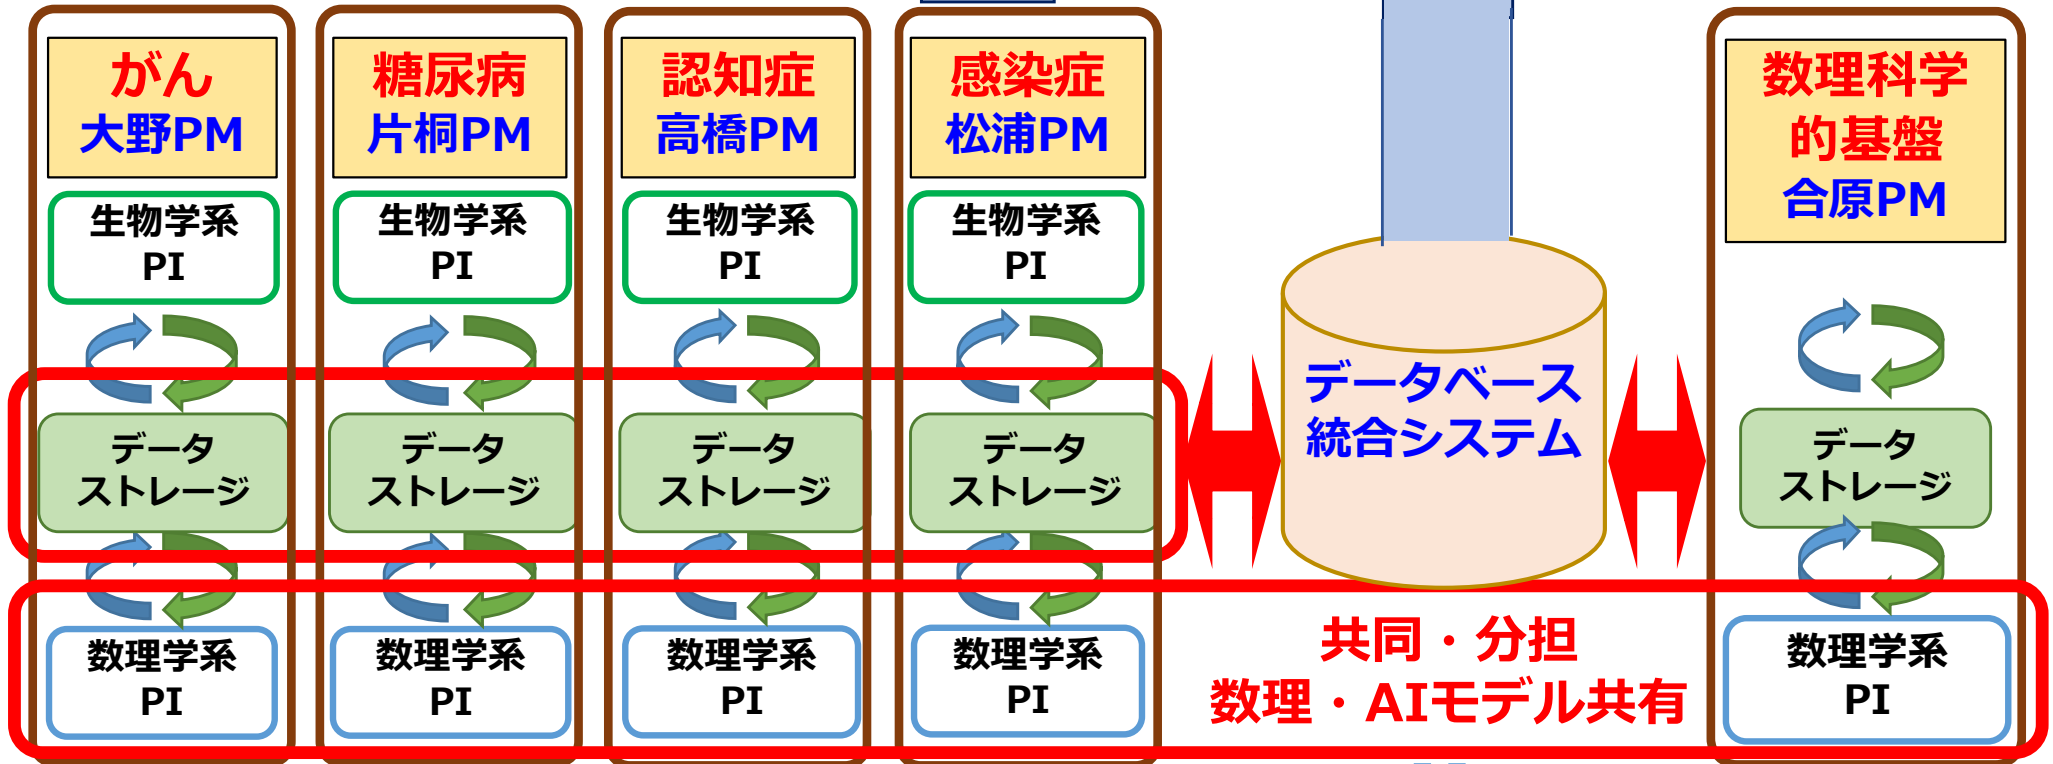 がん
大野PM
生物学系
PI
データ
ストレージ
数理学系
PI
糖尿病
片桐PM
生物学系
PI
データ
ストレージ
数理学系
PI
認知症
高橋PM
生物学系
PI
データ
ストレージ
数理学系
PI
感染症
松浦PM
生物学系
PI
データ
ストレージ
数理学系
PI
データベース
統合システム
共同・分担
数理・AIモデル共有
数理科学
的基盤
合原PM
データ
ストレージ
数理学系
PI